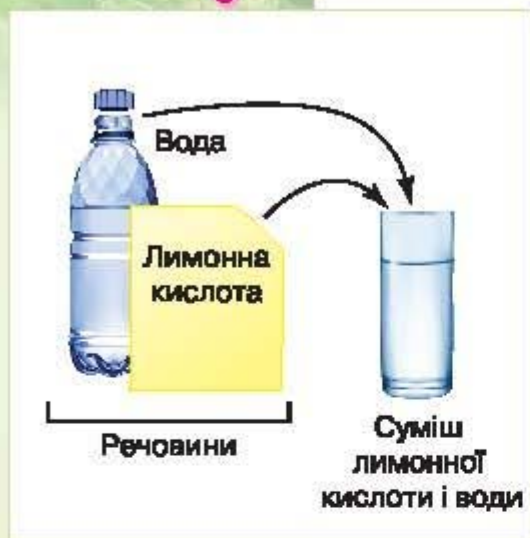 Вода
Лимонна
кислота
Речовини
Суміш
лимонної
кислоти і води